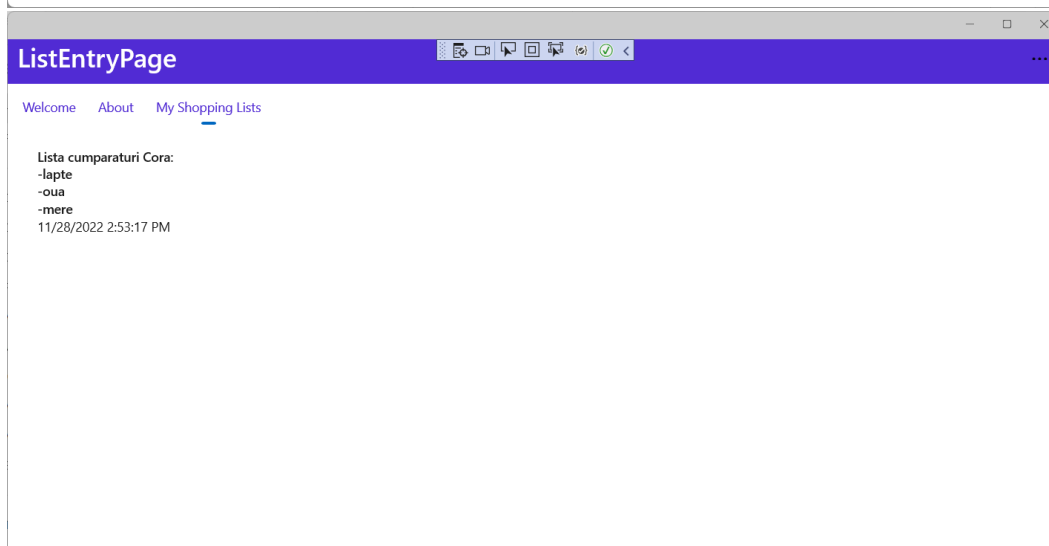 ListEntryPage
...
Welcome About My Shopping Lists
Lista cumparaturi Cora:
-lapte
-oua
-mere
11/28/2022 2:53:17 PM